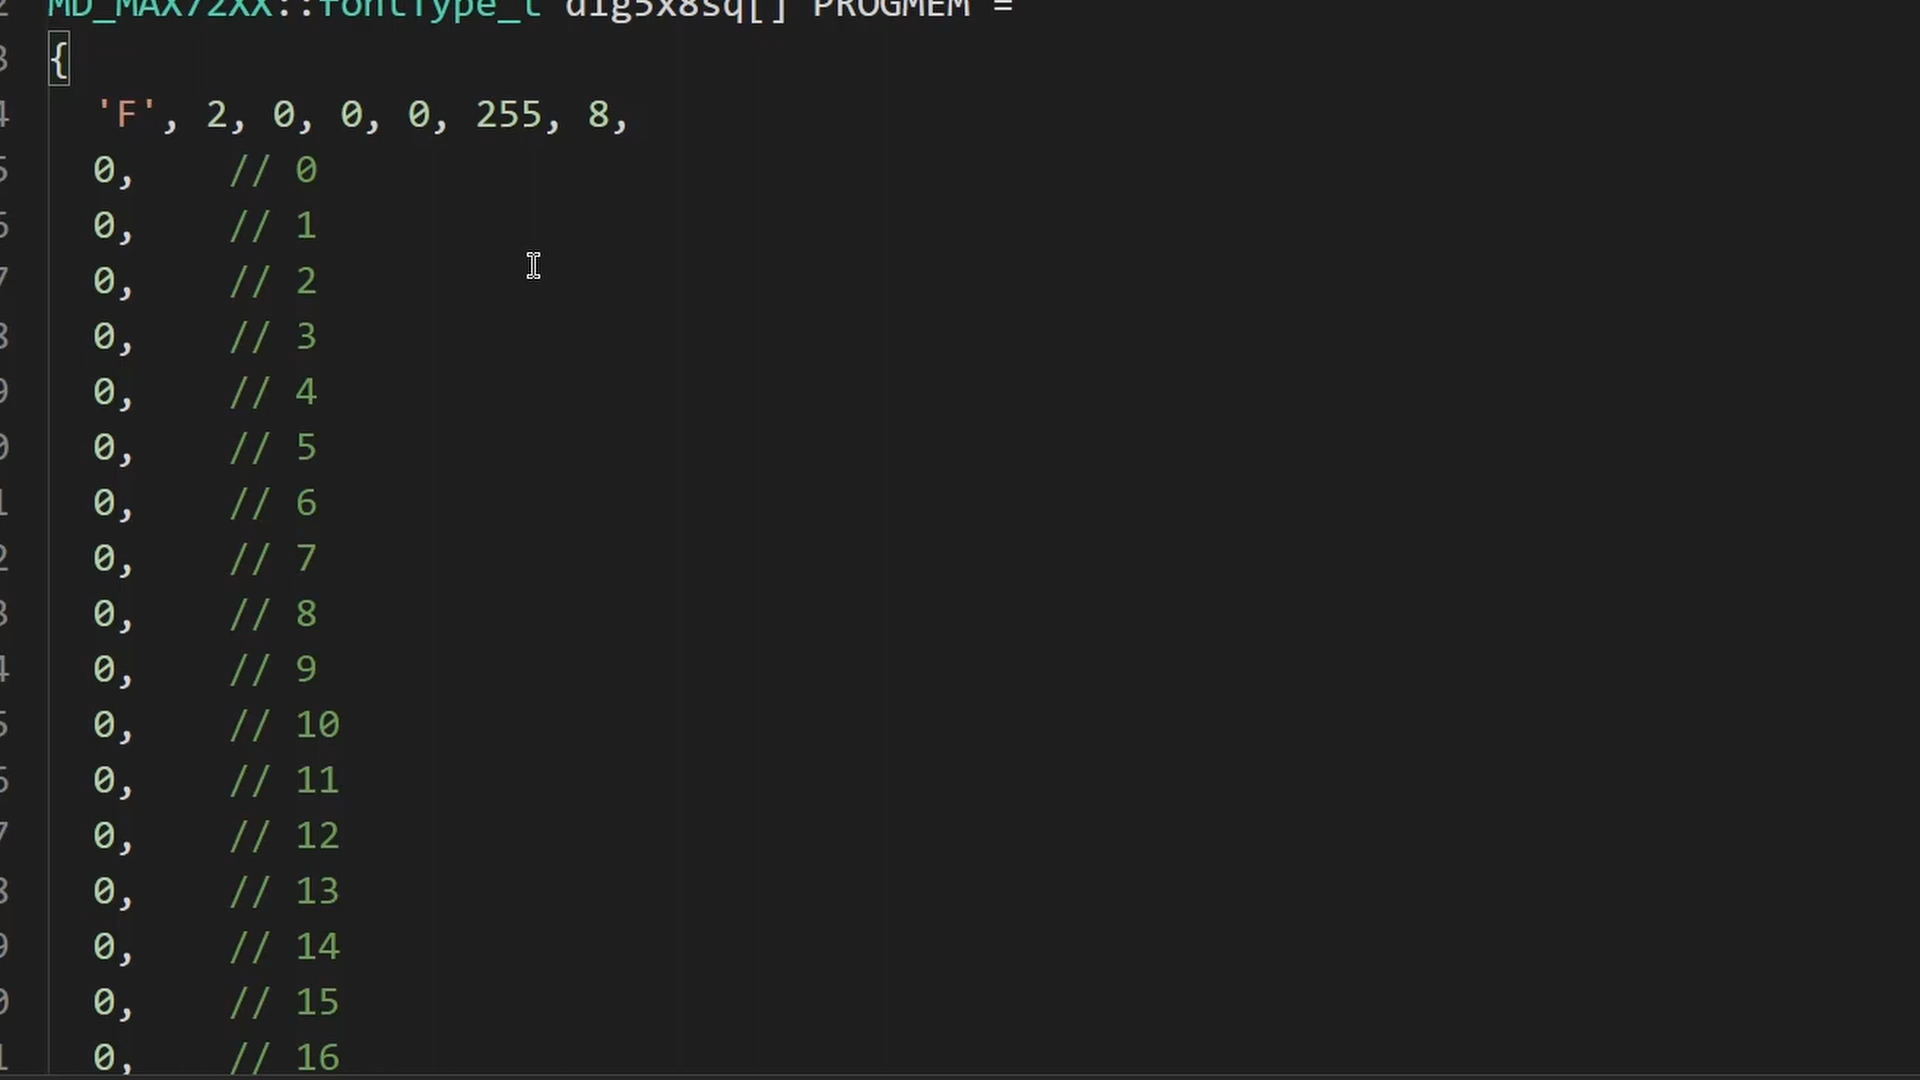 MD_MAX72XX::fontType_t dig5x8sq[] PROGMEM =
{
'F', 2, 0, 0, 0, 255, 8,
0, // 0
0, // 1
0, // 2
0, // 3
0, // 4
0, // 5
0, // 6
0, // 7
0, // 8
0, // 9
0, // 10
0, // 11
0, // 12
0, // 13
0, // 14
0, // 15
0, // 16